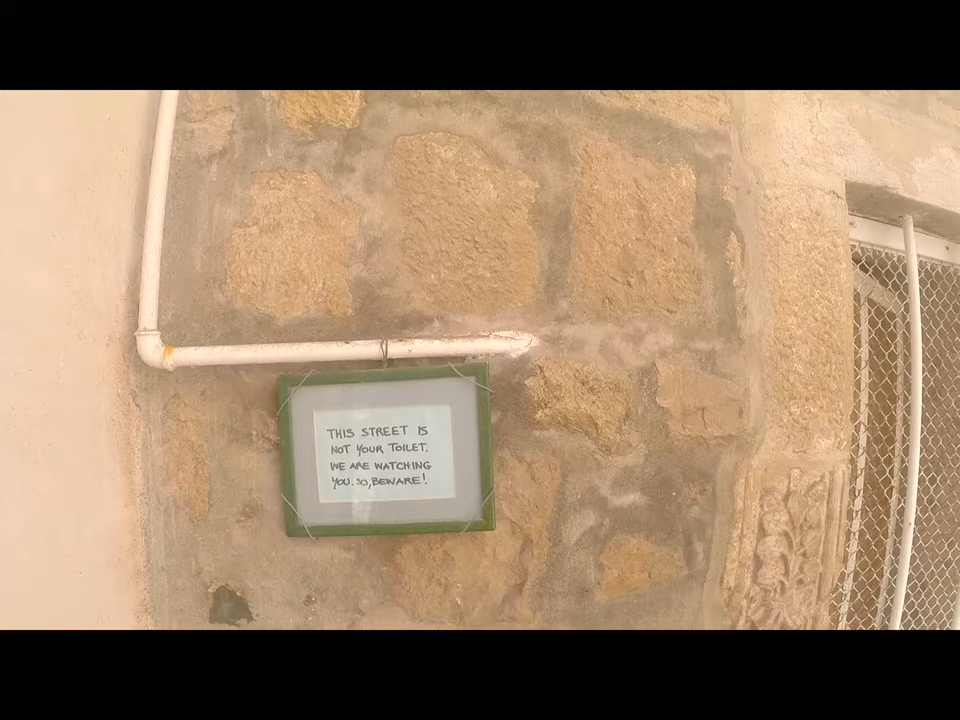 THIS STREET IS
NOT YOUR TOILET.
WE ARE WATCHING
YOU. SO, BEWARE!